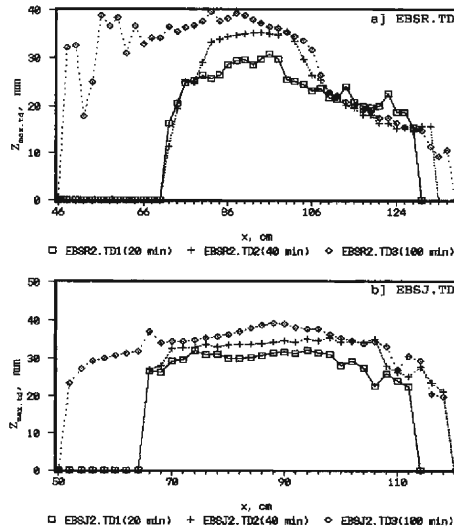 a] EBSR.TD
40
30
20
10
0
Zmax.td, mm
46 66 86 106 124
x, cm
EBSR2.TD1(20 min) EBSR2.TD2(40 min) EBSR2.TD3(100 min)
b] EBSJ.TD
50
40
30
20
10
0
Zmax.td, mm
50 70 90 110
x, cm
EBSJ2.TD1(20 min) EBSJ2.TD2(40 min) EBSJ2.TD3(100 min)